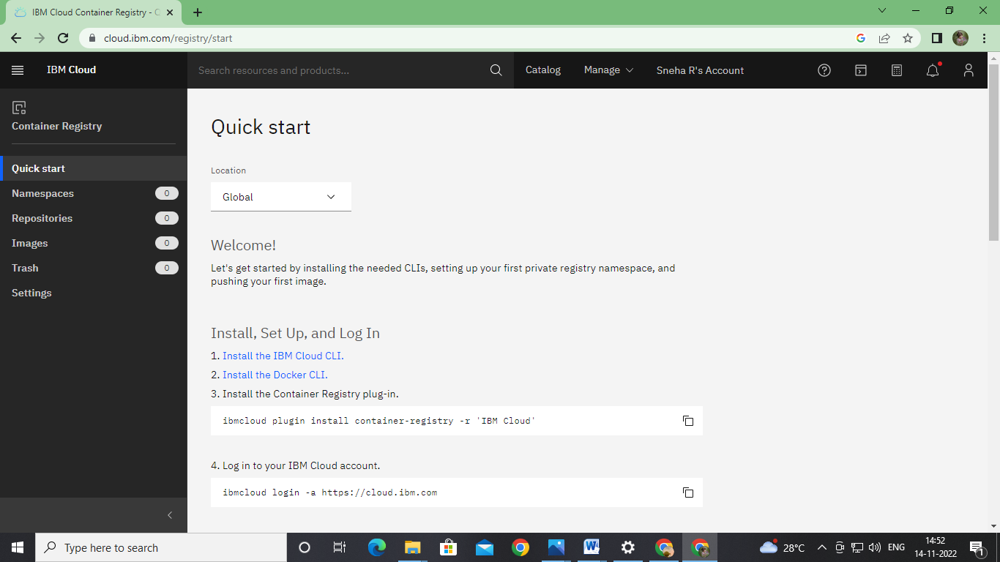 IBM Cloud Container Registry - C
cloud.ibm.com/registry/start
IBM Cloud
Search resources and products...
Catalog
Manage
Sneha R's Account
Container Registry
Quick start
Namespaces 0
Repositories 0
Images 0
Trash 0
Settings
Quick start
Location
Global
Welcome!
Let's get started by installing the needed CLIs, setting up your first private registry namespace, and
pushing your first image.
Install, Set Up, and Log In
1. Install the IBM Cloud CLI.
2. Install the Docker CLI.
3. Install the Container Registry plug-in.
ibmcloud plugin install container-registry -r 'IBM Cloud'
4. Log in to your IBM Cloud account.
ibmcloud login -a https://cloud.ibm.com
Type here to search
28°C
ENG
14:52
14-11-2022
1